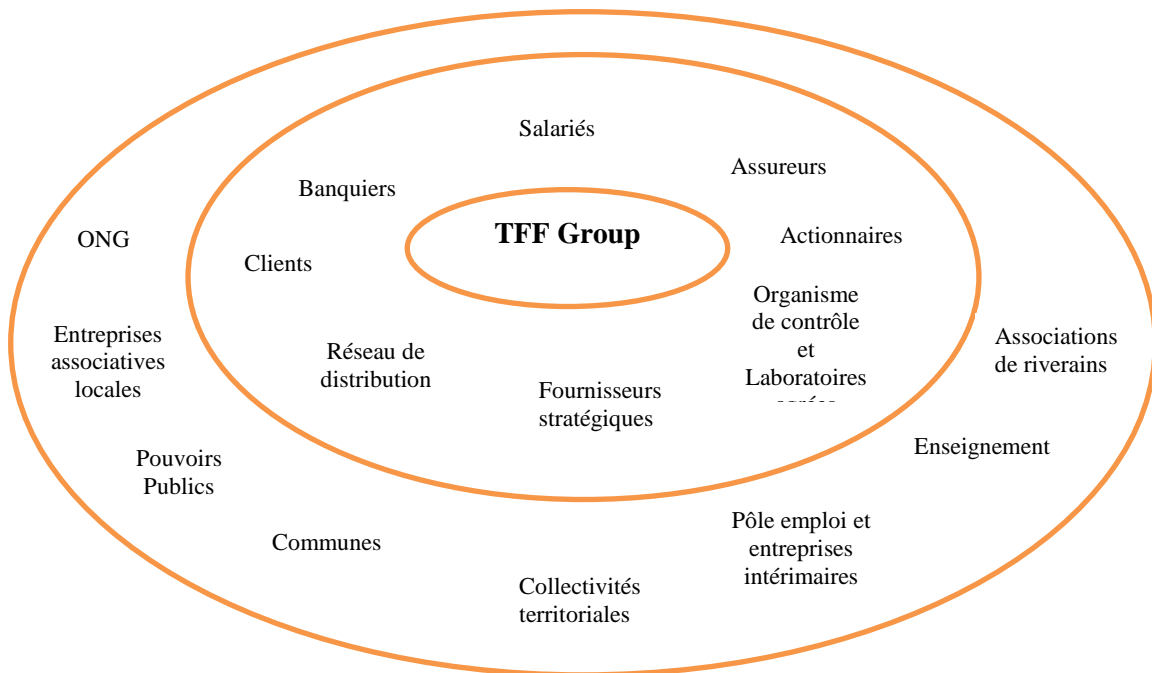 Salariés
Assureurs
Banquiers
TFF Group
ONG
Actionnaires
Clients
Organisme
de contrôle
et
Laboratoires
Entreprises
associatives
locales
Réseau de
distribution
Associations
de riverains
Fournisseurs
stratégiques
Enseignement
Pouvoirs
Publics
Pôle emploi et
entreprises
intérimaires
Communes
Collectivités
territoriales